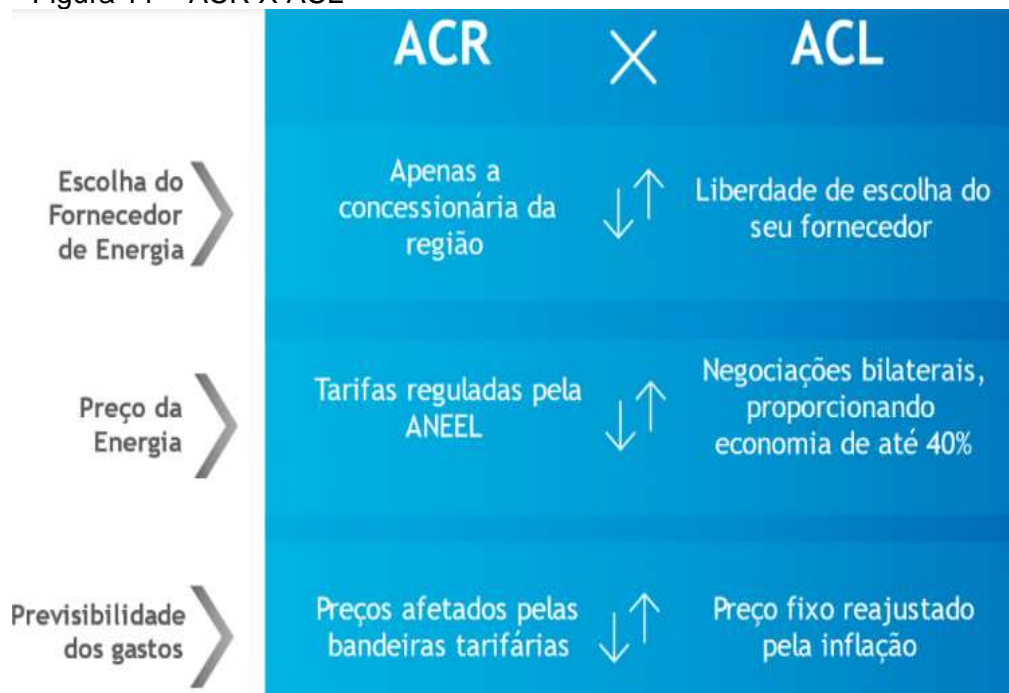 ACR X ACL
Escolha do
Fornecedor
de Energia
Apenas a
concessionária da
região
Liberdade de escolha do
seu fornecedor
Preço da
Energia
Tarifas reguladas pela
ANEEL
Negociações bilaterais,
proporcionando
economia de até 40%
Previsibilidade
dos gastos
Preços afetados pelas
bandeiras tarifárias
Preço fixo reajustado
pela inflação